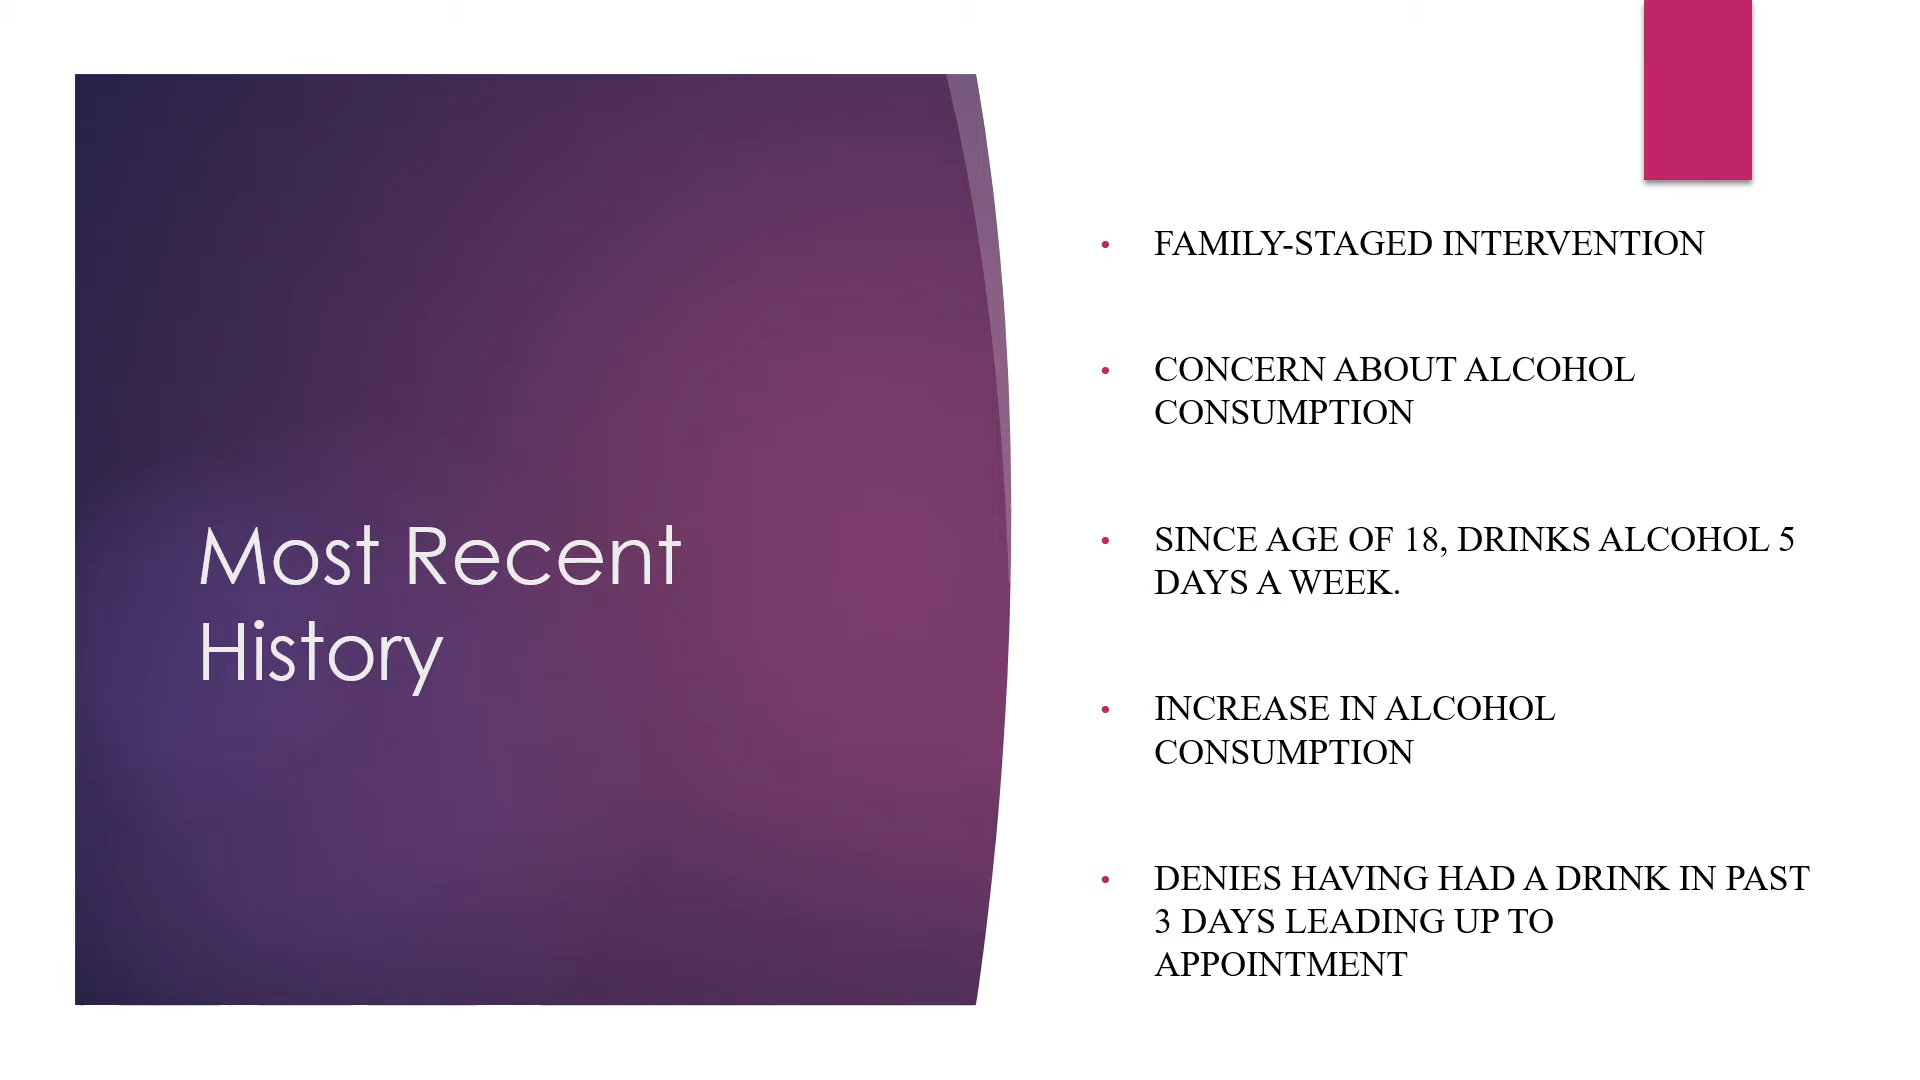 Most Recent
History
• FAMILY-STAGED INTERVENTION
• CONCERN ABOUT ALCOHOL
CONSUMPTION
• SINCE AGE OF 18, DRINKS ALCOHOL 5
DAYS A WEEK.
• INCREASE IN ALCOHOL
CONSUMPTION
• DENIES HAVING HAD A DRINK IN PAST
3 DAYS LEADING UP TO
APPOINTMENT